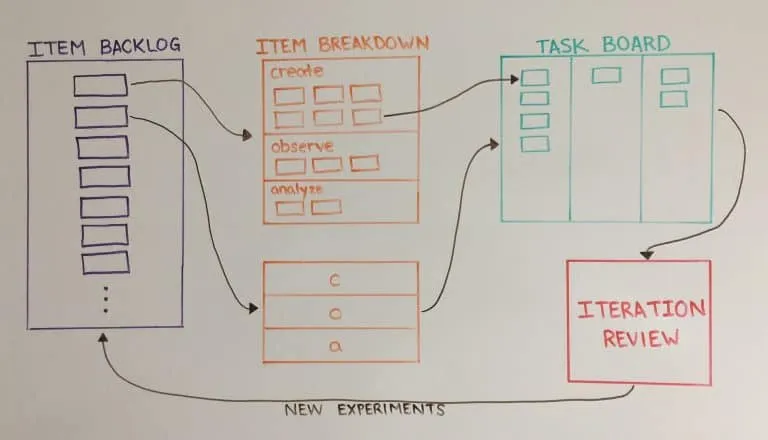 ITEM BACKLOG
ITEM BREAKDOWN
TASK BOARD
create
observe
analyze
c
o
a
ITERATION
REVIEW
NEW EXPERIMENTS